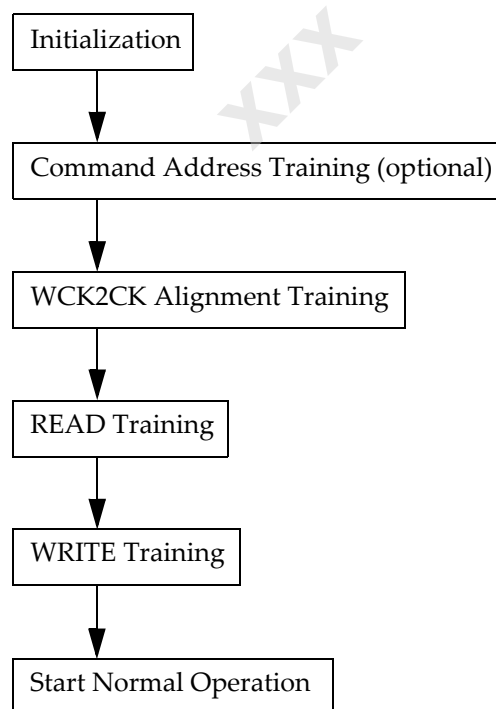 Initialization
XXX
Command Address Training (optional)
WCK2CK Alignment Training
READ Training
WRITE Training
Start Normal Operation